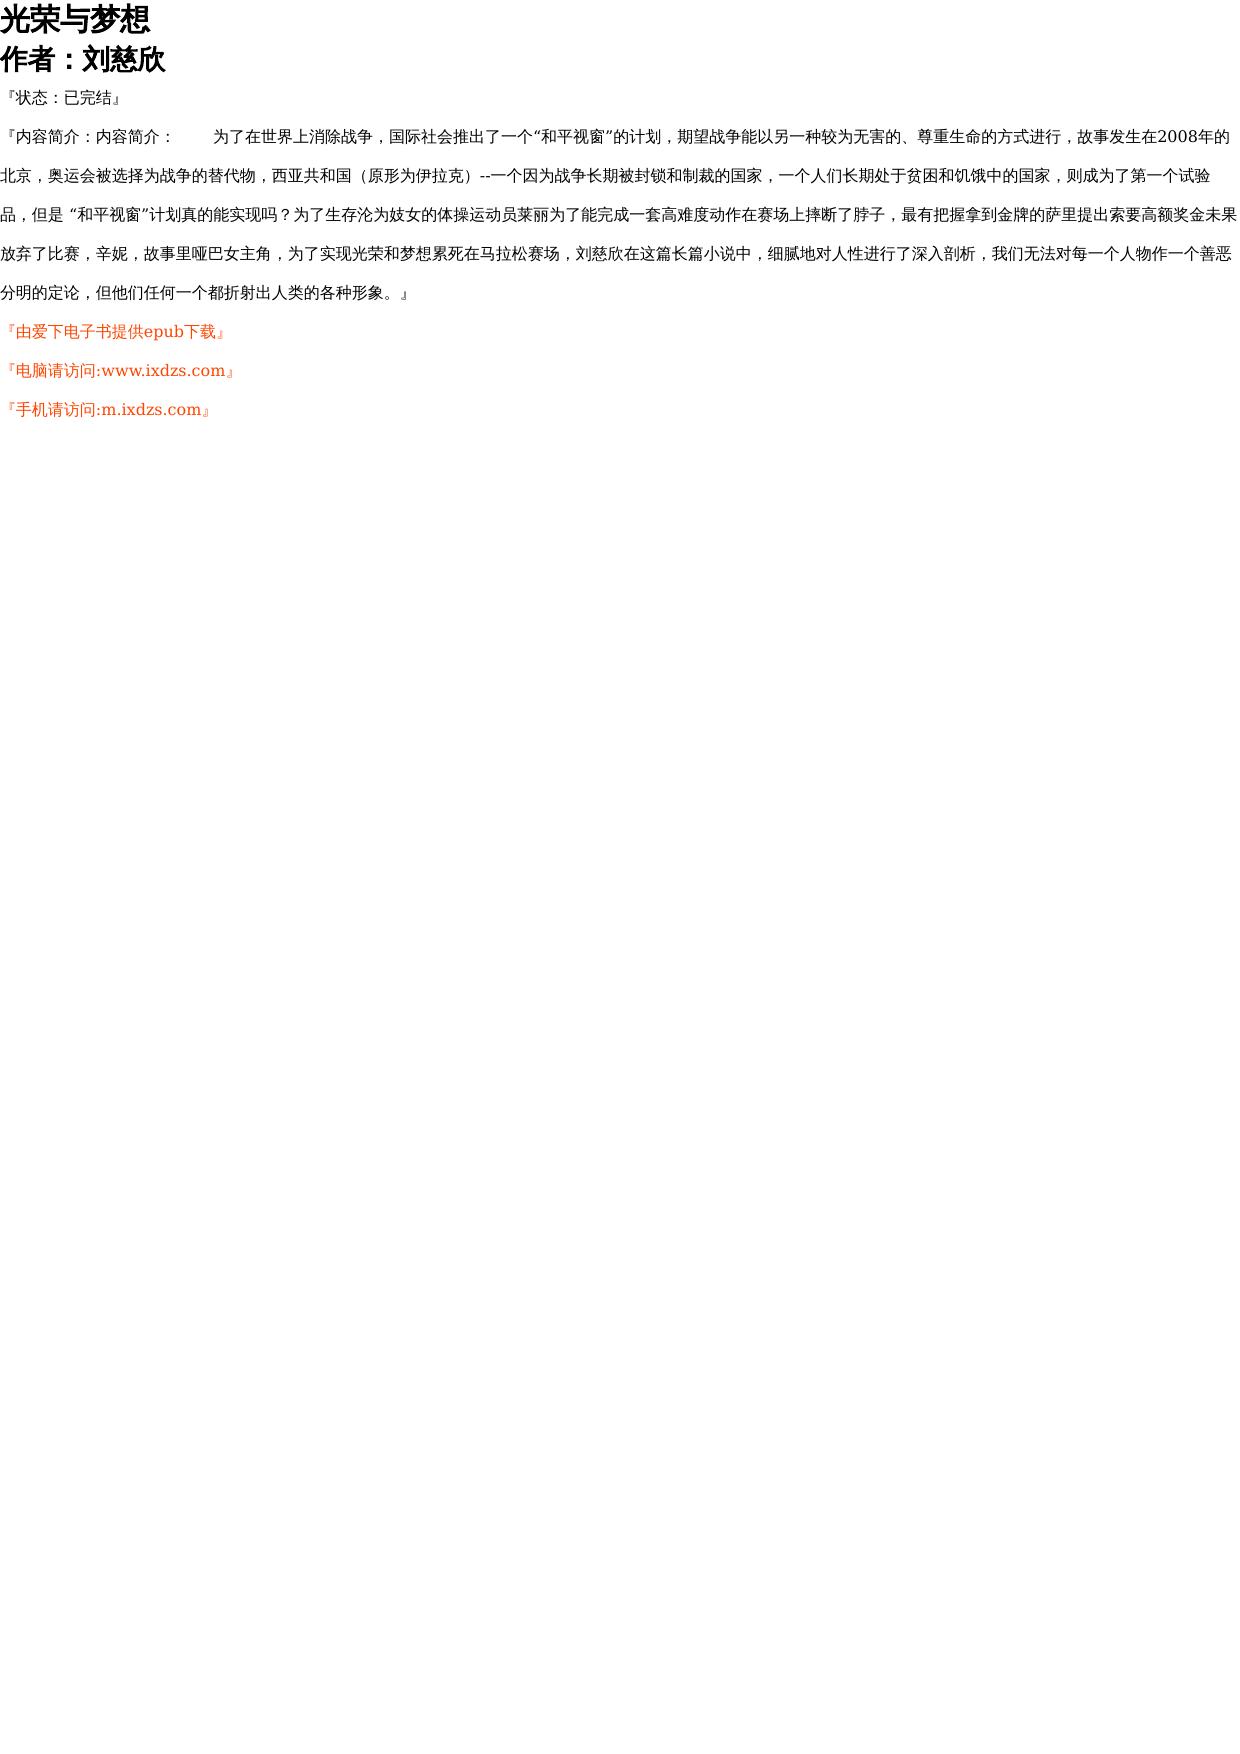 光荣与梦想
作者：刘慈欣
『状态：已完结』
『内容简介：内容简介：　　为了在世界上消除战争，国际社会推出了一个“和平视窗”的计划，期望战争能以另一种较为无害的、尊重生命的方式进行，故事发生在2008年的
北京，奥运会被选择为战争的替代物，西亚共和国（原形为伊拉克）--一个因为战争长期被封锁和制裁的国家，一个人们长期处于贫困和饥饿中的国家，则成为了第一个试验
品，但是 “和平视窗”计划真的能实现吗？为了生存沦为妓女的体操运动员莱丽为了能完成一套高难度动作在赛场上摔断了脖子，最有把握拿到金牌的萨里提出索要高额奖金未果
放弃了比赛，辛妮，故事里哑巴女主角，为了实现光荣和梦想累死在马拉松赛场，刘慈欣在这篇长篇小说中，细腻地对人性进行了深入剖析，我们无法对每一个人物作一个善恶
分明的定论，但他们任何一个都折射出人类的各种形象。』
『由爱下电子书提供epub下载』
『电脑请访问:www.ixdzs.com』
『手机请访问:m.ixdzs.com』